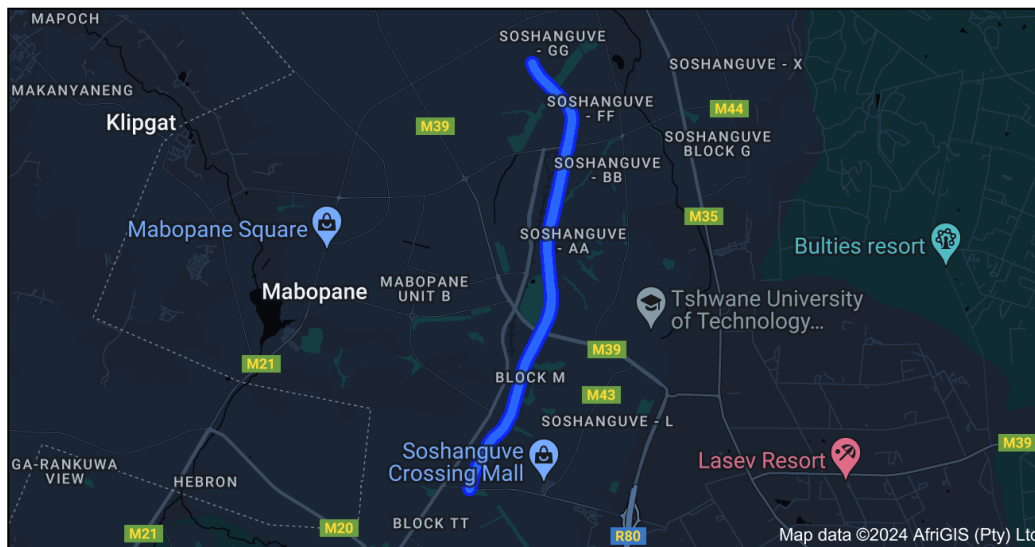 MAPOCH
SOSHANGUVE
- GG
SOSHANGUVE - X
MAKANYANENG
SOSHANGUVE
- FF
M44
Klipgat
M39
SOSHANGUVE
BLOCK G
SOSHANGUVE
- BB
M35
Mabopane Square
SOSHANGUVE
- AA
Bulties resort
Mabopane
MABOPANE
UNIT B
Tshwane University
of Technology...
M39
M21
BLOCK M
M43
SOSHANGUVE - L
Soshanguve
Crossing Mall
Lasev Resort
M39
GA-RANKUWA
VIEW
HEBRON
BLOCK TT
M20
M21
R80
Map data ©2024 AfriGIS (Pty) Ltd